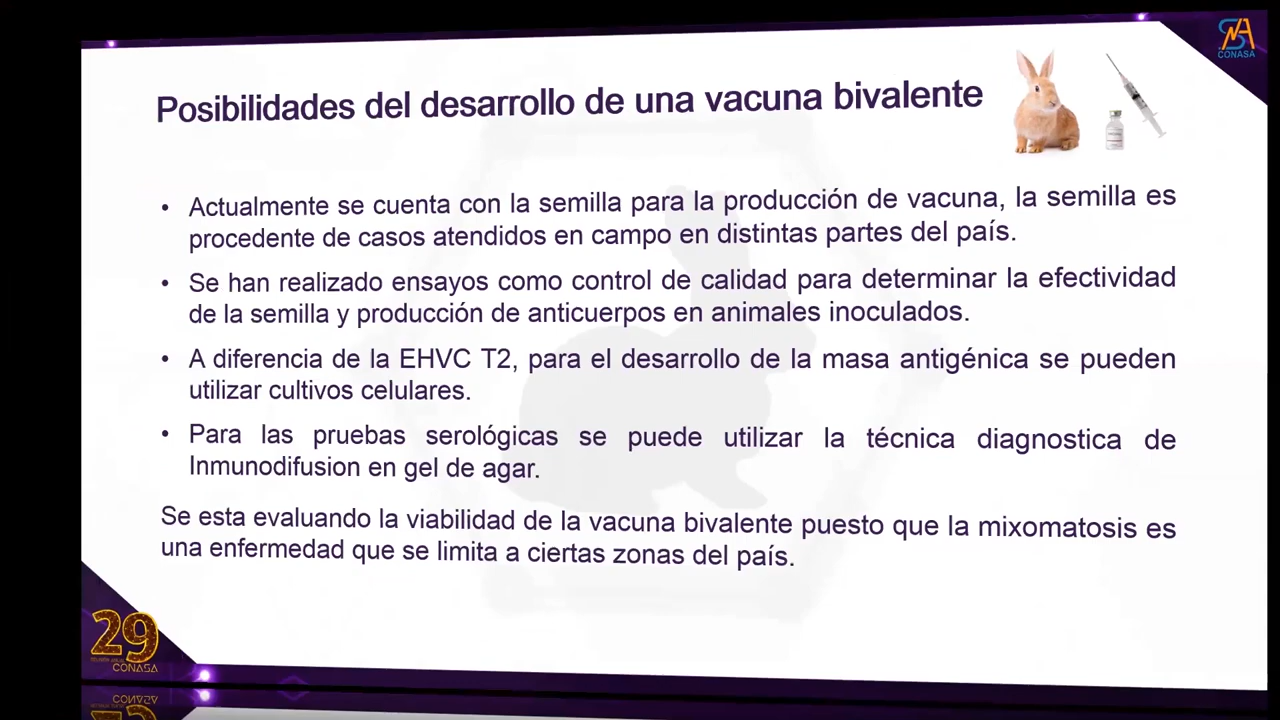 CONASA
Posibilidades del desarrollo de una vacuna bivalente
• Actualmente se cuenta con la semilla para la producción de vacuna, la semilla es
procedente de casos atendidos en campo en distintas partes del país.
• Se han realizado ensayos como control de calidad para determinar la efectividad
de la semilla y producción de anticuerpos en animales inoculados.
• A diferencia de la EHVC T2, para el desarrollo de la masa antigénica se pueden
utilizar cultivos celulares.
• Para las pruebas serológicas se puede utilizar la técnica diagnostica de
Inmunodifusion en gel de agar.
Se esta evaluando la viabilidad de la vacuna bivalente puesto que la mixomatosis es
una enfermedad que se limita a ciertas zonas del país.
29
CONASA